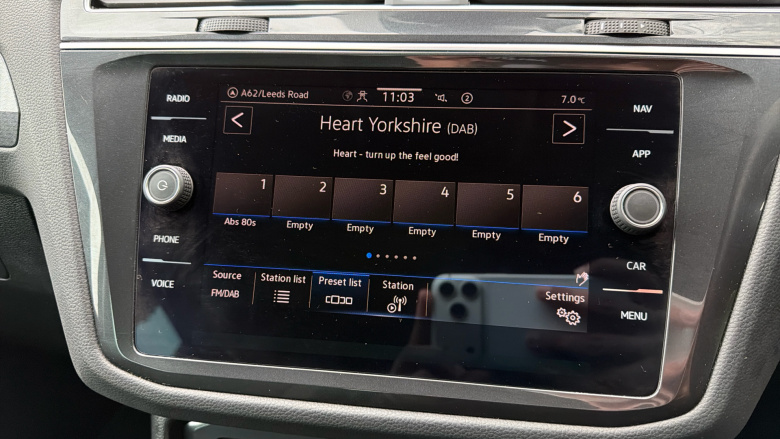 RADIO
MEDIA
PHONE
VOICE
A62/Leeds Road
11:03
2
7.0°C
Heart Yorkshire (DAB)
Heart - turn up the feel good!
1
2
3
4
5
6
Abs 80s
Empty
Empty
Empty
Empty
Empty
Source
FM/DAB
Station list
Preset list
Station
Settings
NAV
APP
CAR
MENU